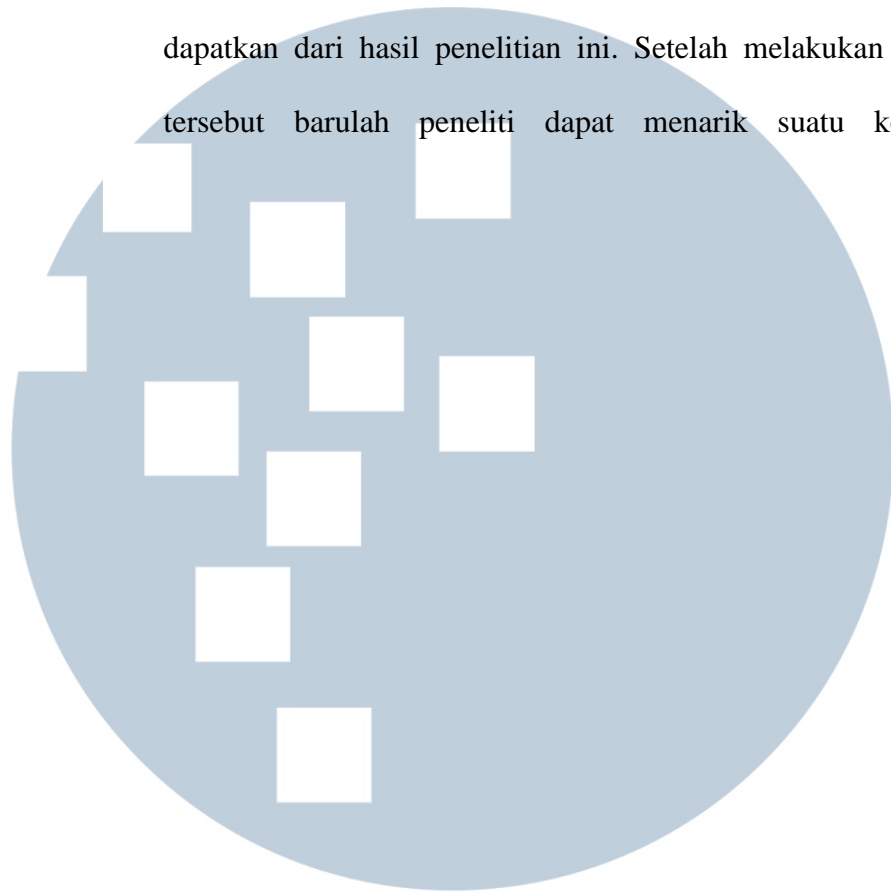 dapatkan dari hasil penelitian ini. Setelah melakukan
tersebut barulah peneliti dapat menarik suatu